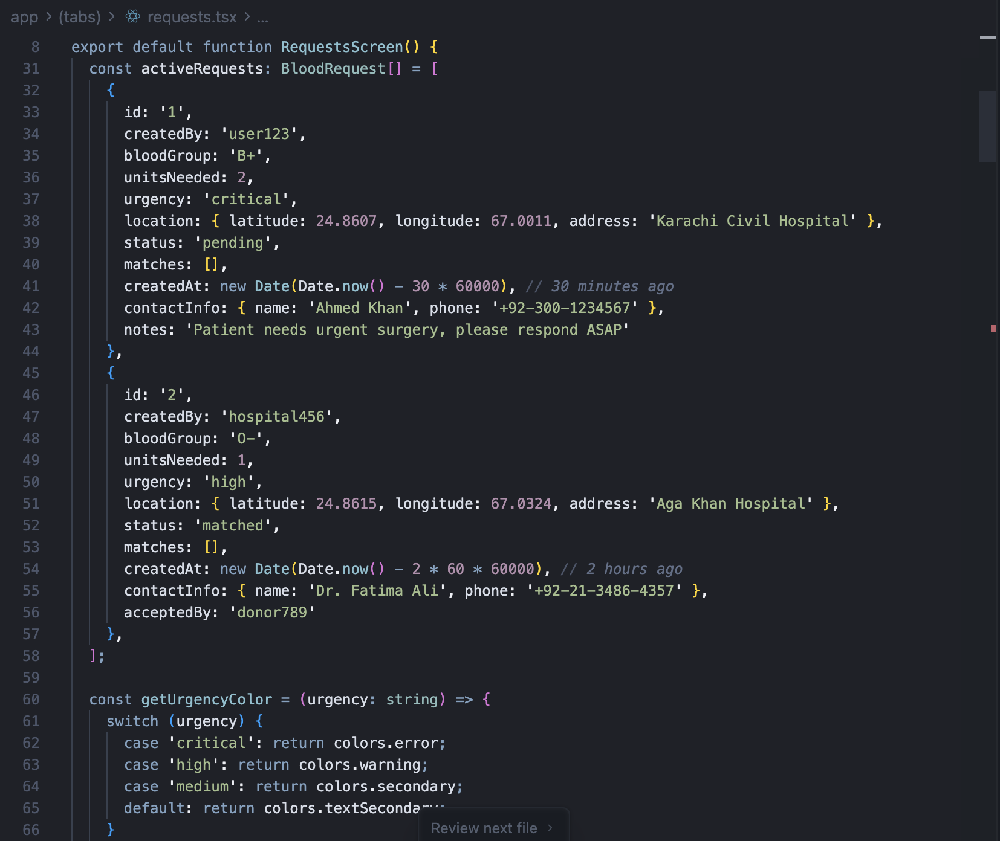 app > (tabs) > requests.tsx > ...
8 export default function RequestsScreen() {
31 const activeRequests: BloodRequest[] = [
32 {
33 id: '1',
34 createdBy: 'user123',
35 bloodGroup: 'B+',
36 unitsNeeded: 2,
37 urgency: 'critical',
38 location: { latitude: 24.8607, longitude: 67.0011, address: 'Karachi Civil Hospital' },
39 status: 'pending',
40 matches: [],
41 createdAt: new Date(Date.now() - 30 * 60000), // 30 minutes ago
42 contactInfo: { name: 'Ahmed Khan', phone: '+92-300-1234567' },
43 notes: 'Patient needs urgent surgery, please respond ASAP'
44 },
45 {
46 id: '2',
47 createdBy: 'hospital456',
48 bloodGroup: 'O-',
49 unitsNeeded: 1,
50 urgency: 'high',
51 location: { latitude: 24.8615, longitude: 67.0324, address: 'Aga Khan Hospital' },
52 status: 'matched',
53 matches: [],
54 createdAt: new Date(Date.now() - 2 * 60 * 60000), // 2 hours ago
55 contactInfo: { name: 'Dr. Fatima Ali', phone: '+92-21-3486-4357' },
56 acceptedBy: 'donor789'
57 },
58 ];
59
60 const getUrgencyColor = (urgency: string) => {
61 switch (urgency) {
62 case 'critical': return colors.error;
63 case 'high': return colors.warning;
64 case 'medium': return colors.secondary;
65 default: return colors.textSecondary;
66 }
Review next file >